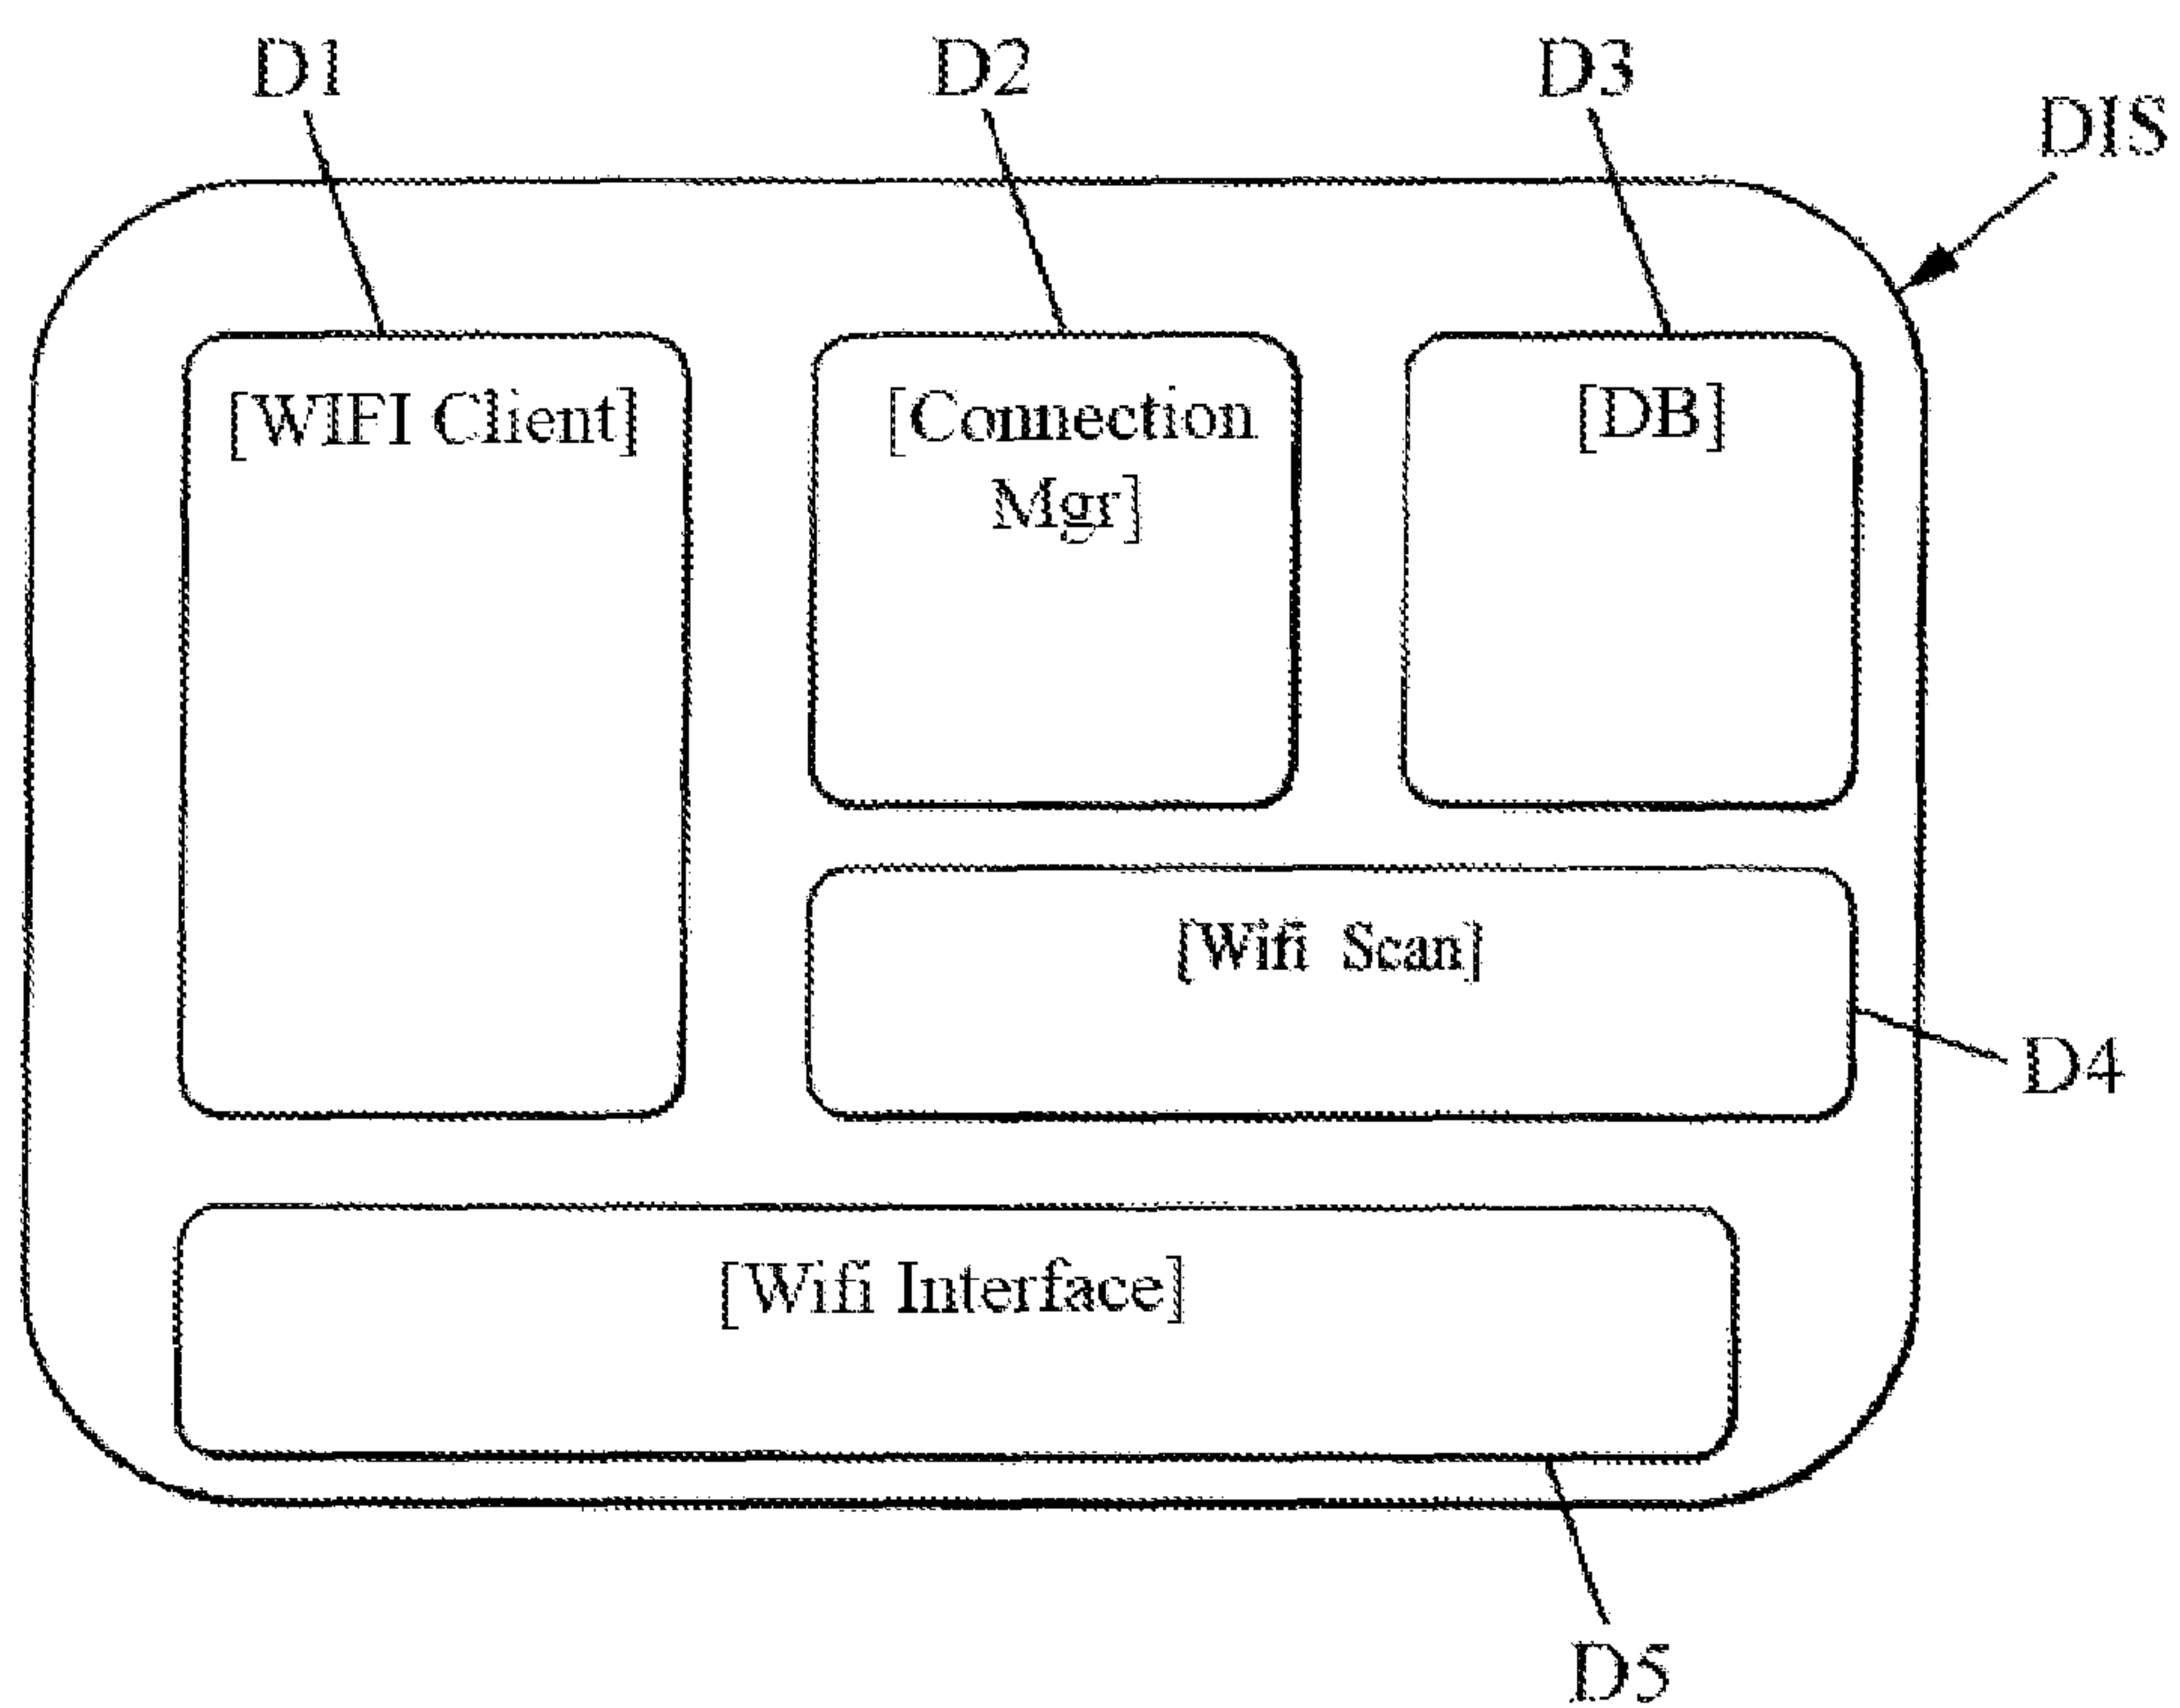 D1
D2
D3
DIS
[WIFI Client]
[Connection
Mgr]
[DB]
[Wifi Scan]
D4
[Wifi Interface]
D5